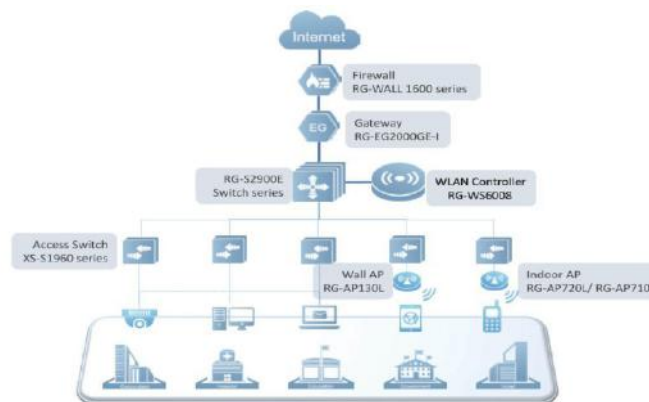 Internet
Firewall
RG-WALL 1600 series
EG
Gateway
RG-EG2000GE-I
RG-S2900E
Switch series
WLAN Controller
RG-WS6008
Access Switch
XS-S1960 series
Wall AP
RG-AP130L
Indoor AP
RG-AP720L/ RG-AP710